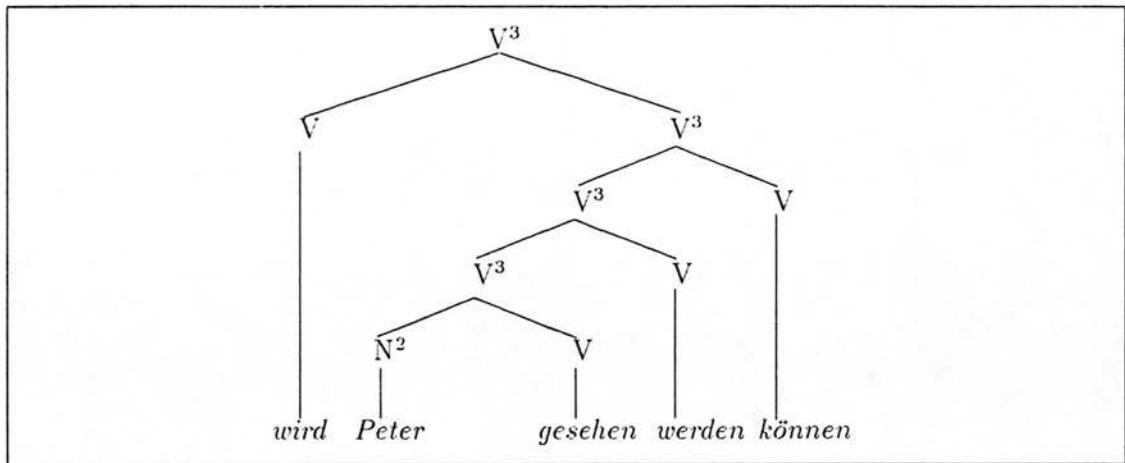 V³
V V³
V³ V
V³ V
N² V
wird Peter gesehen werden können